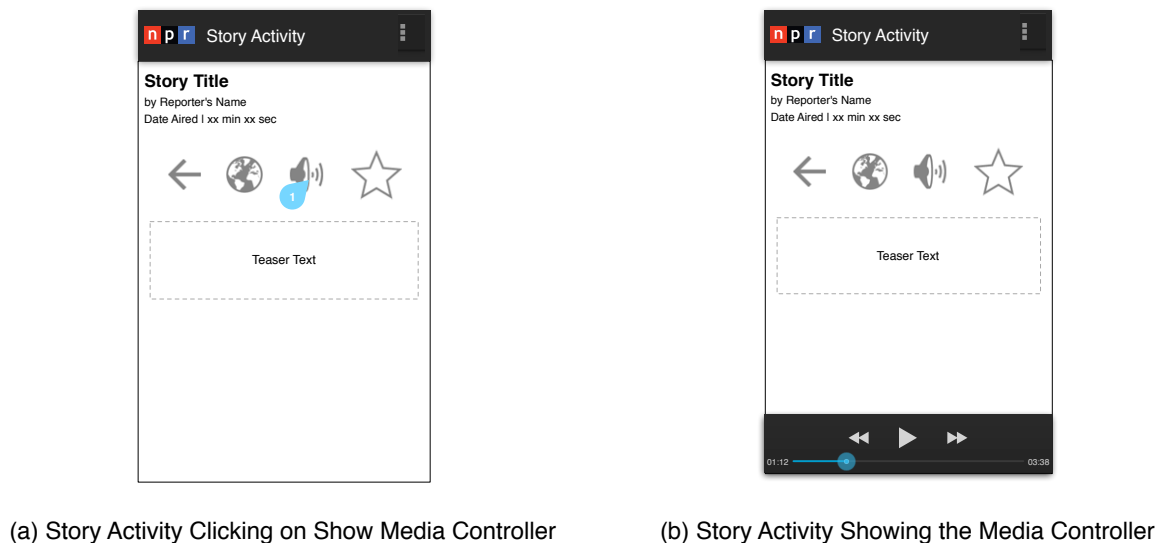 npr Story Activity
Story Title
by Reporter's Name
Date Aired | xx min xx sec
1
Teaser Text
(a) Story Activity Clicking on Show Media Controller
npr Story Activity
Story Title
by Reporter's Name
Date Aired | xx min xx sec
Teaser Text
01:12 03:38
(b) Story Activity Showing the Media Controller